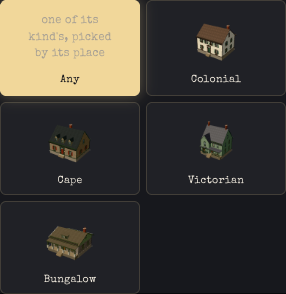 one of its
kind's, picked
by its place
Any
Colonial
Cape
Victorian
Bungalow